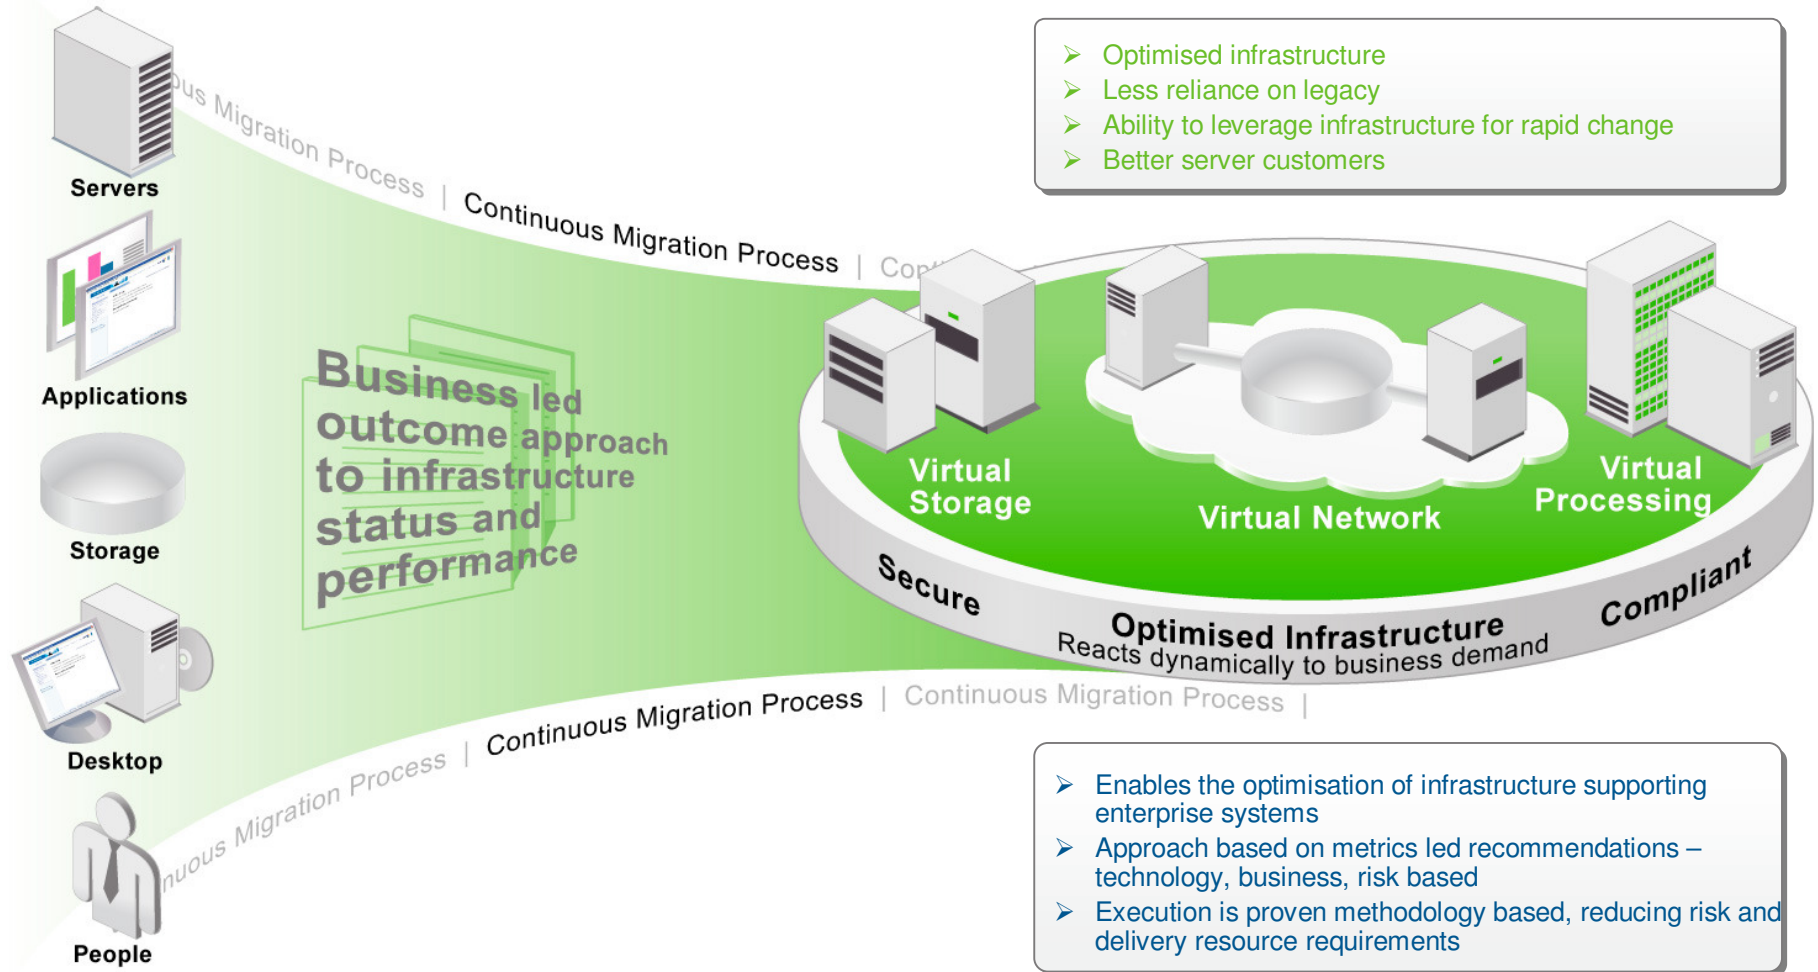 Servers
Applications
Storage
Desktop
People
ous Migration Process | Continuous Migration Process |
Business led
outcome approach
to infrastructure
status and
performance
nuous Migration Process | Continuous Migration Process | Continuous Migration Process |
➢ Optimised infrastructure
➢ Less reliance on legacy
➢ Ability to leverage infrastructure for rapid change
➢ Better server customers
Virtual
Storage
Virtual Network
Virtual
Processing
Secure
Optimised Infrastructure
Reacts dynamically to business demand
Compliant
➢ Enables the optimisation of infrastructure supporting
enterprise systems
➢ Approach based on metrics led recommendations –
technology, business, risk based
➢ Execution is proven methodology based, reducing risk and
delivery resource requirements